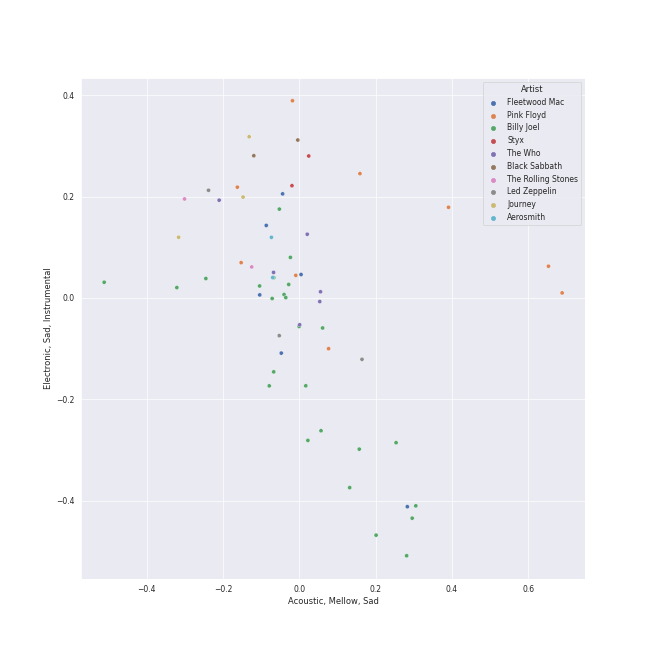 Artist
Fleetwood Mac
Pink Floyd
Billy Joel
Styx
The Who
Black Sabbath
The Rolling Stones
Led Zeppelin
Journey
Aerosmith
0.4
0.2
0.0
−0.2
−0.4
Electronic, Sad, Instrumental
−0.4 −0.2 0.0 0.2 0.4 0.6
Acoustic, Mellow, Sad